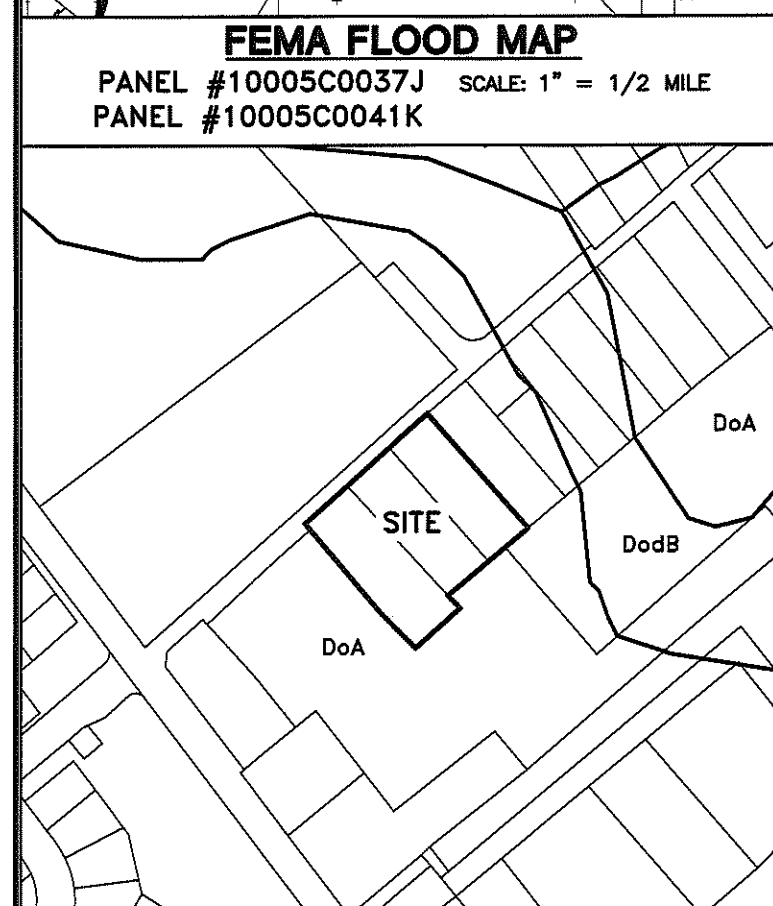 FEMA FLOOD MAP
PANEL #10005C0037J SCALE: 1" = 1/2 MILE
PANEL #10005C0041K
DoA
SITE
DodB
DoA